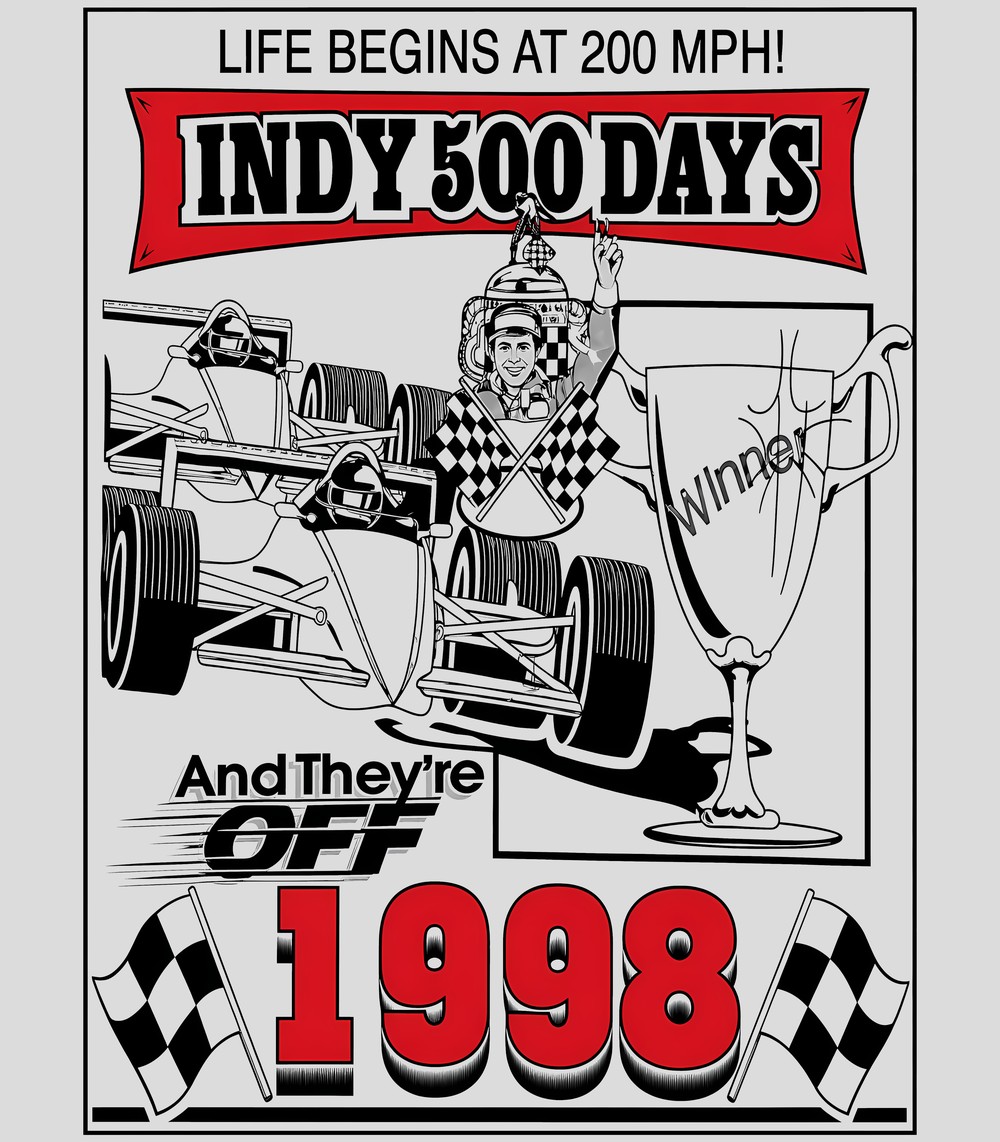 LIFE BEGINS AT 200 MPH!
INDY 500 DAYS
WInner
And They're
OFF
1998